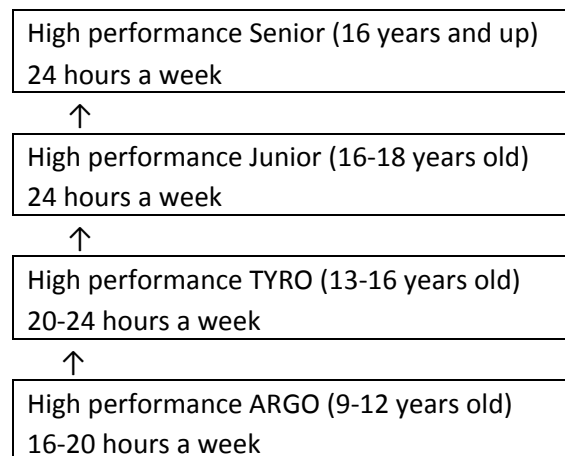 High performance Senior (16 years and up)
24 hours a week
↑
High performance Junior (16-18 years old)
24 hours a week
↑
High performance TYRO (13-16 years old)
20-24 hours a week
↑
High performance ARGO (9-12 years old)
16-20 hours a week